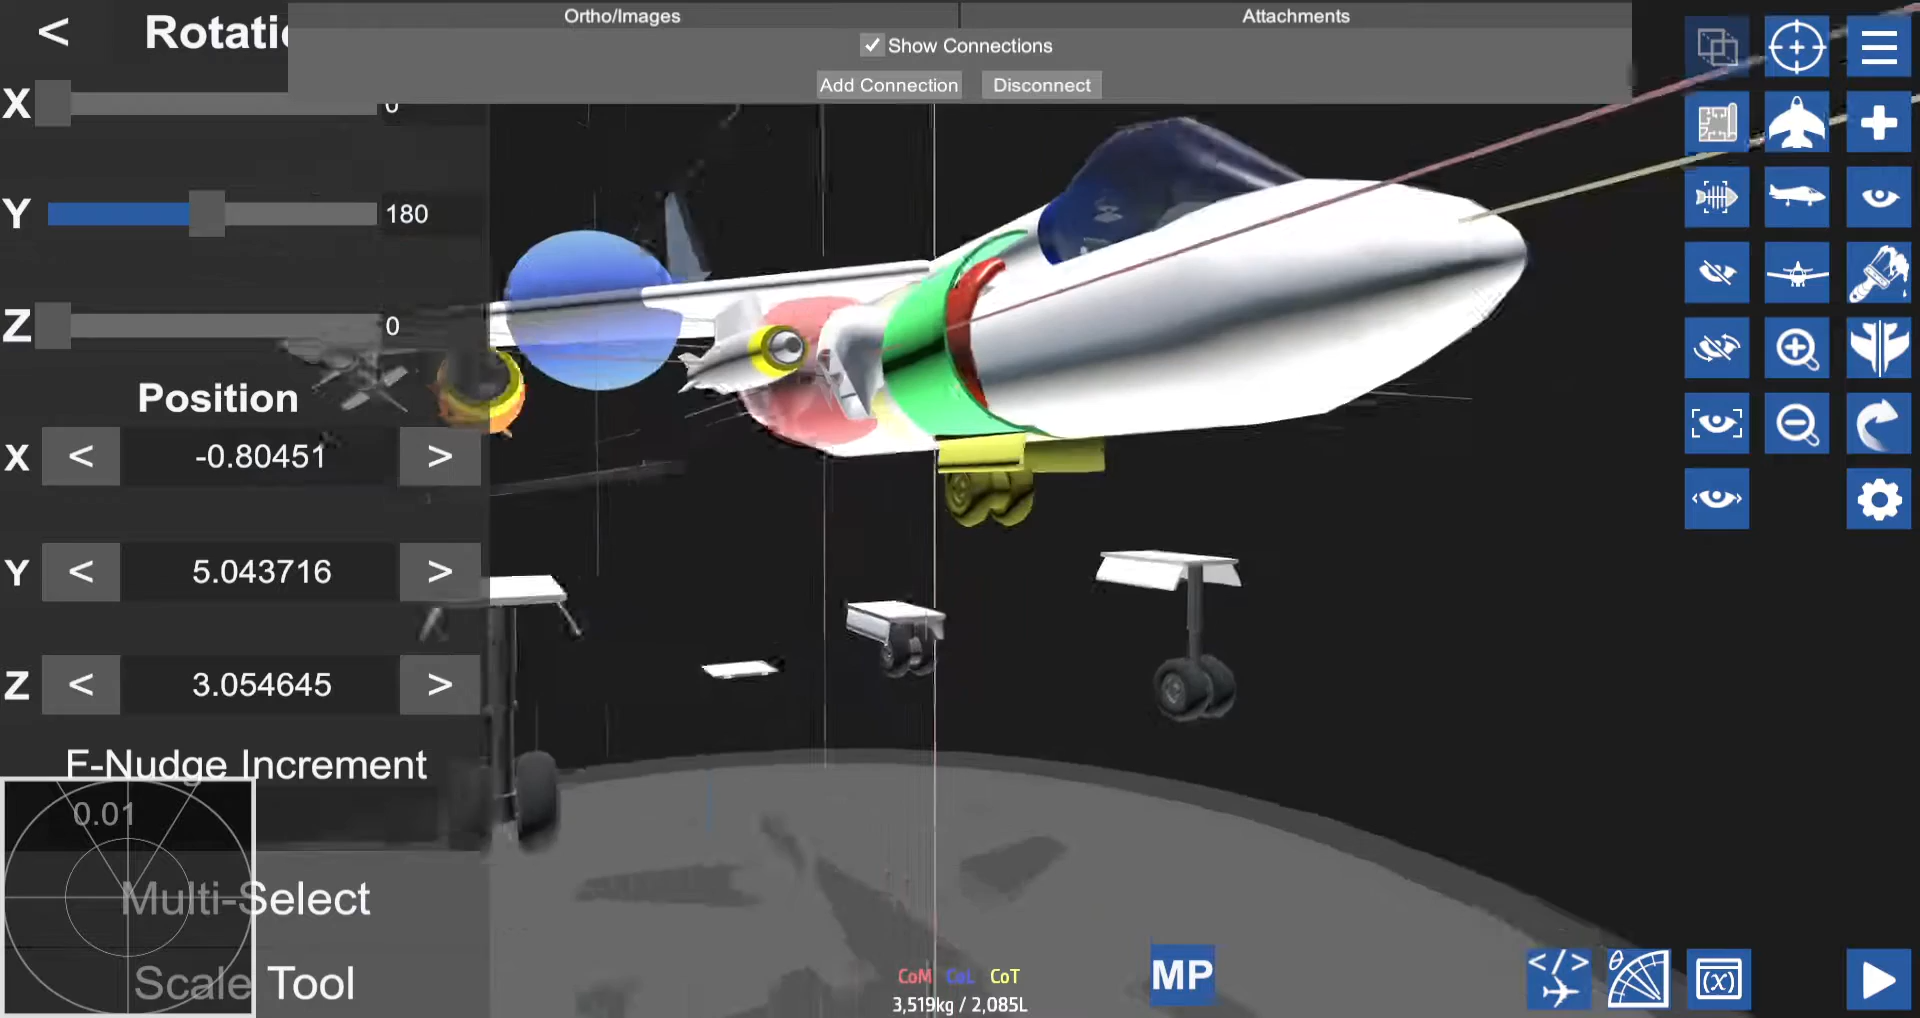 < Rotati
Ortho/Images
Attachments
Show Connections
Add Connection
Disconnect
X 0
Y 180
Z 0
Position
X < -0.80451 >
Y < 5.043716 >
Z < 3.054645 >
F-Nudge Increment
0.01
Multi-Select
Scale Tool
CoM CoL CoT
3,519kg / 2,085L
MP
</>
θ
(x)